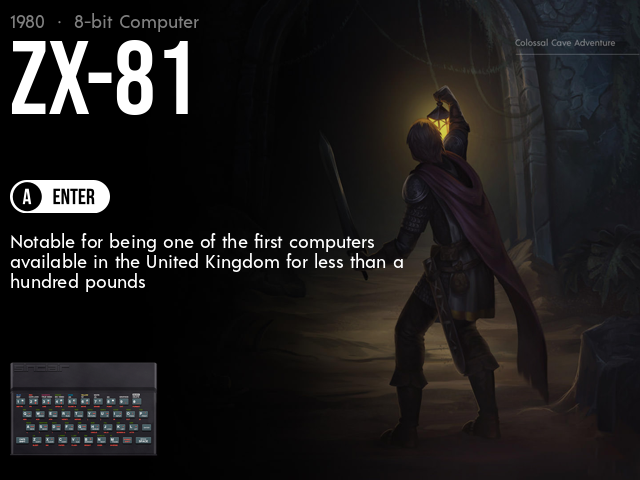 1980 · 8-bit Computer
Colossal Cave Adventure
ZX-81
A ENTER
Notable for being one of the first computers
available in the United Kingdom for less than a
hundred pounds